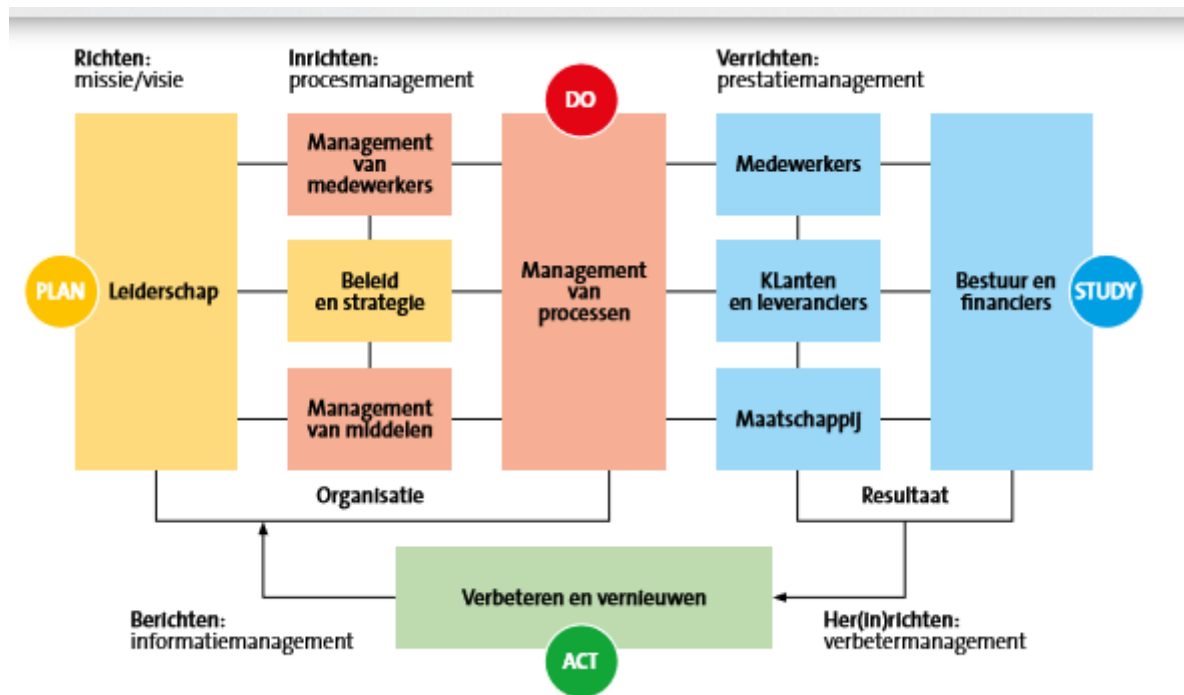 Richten:
missie/visie
Inrichten:
procesmanagement
Verrichten:
prestatiemanagement
DO
Management
van
medewerkers
Medewerkers
PLAN
Leiderschap
Beleid
en strategie
Management
van
processen
KLanten
en leveranciers
Bestuur en
financiers
STUDY
Management
van middelen
Maatschappij
Organisatie
Resultaat
Verbeteren en vernieuwen
Berichten:
informatiemanagement
Her(in)richten:
verbetermanagement
ACT